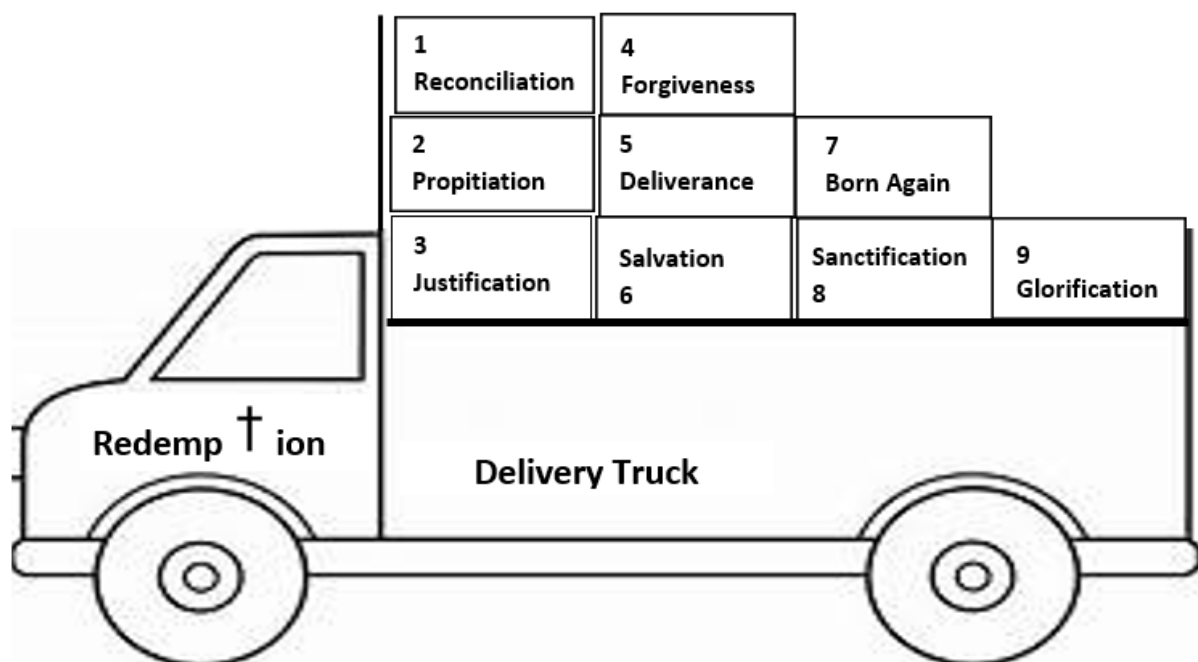 1
Reconciliation
2
Propitiation
3
Justification
4
Forgiveness
5
Deliverance
Salvation
6
7
Born Again
Sanctification
8
9
Glorification
Redemp†ion
Delivery Truck